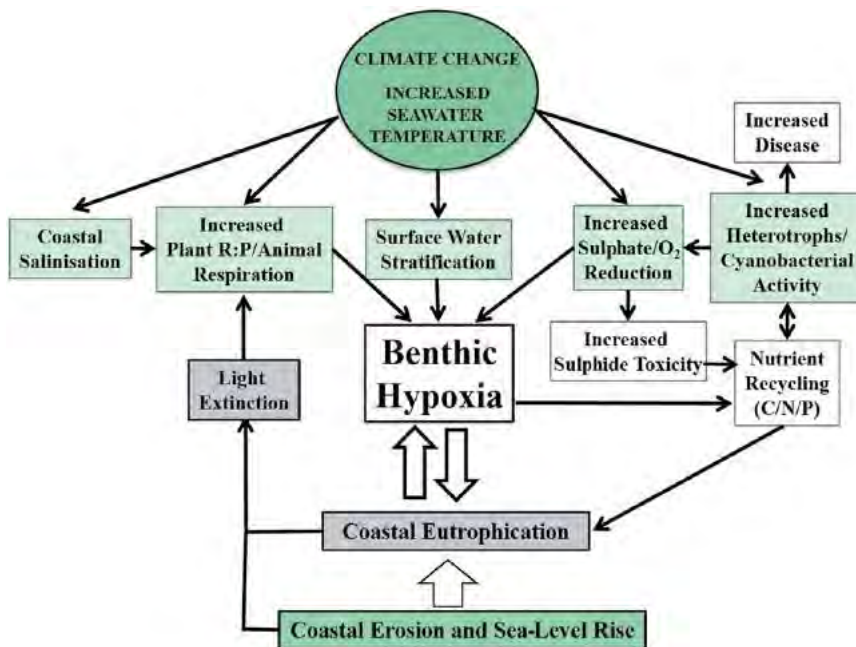 CLIMATE CHANGE
INCREASED
SEAWATER
TEMPERATURE
Increased
Disease
Coastal
Salinisation
Increased
Plant R:P/Animal
Respiration
Surface Water
Stratification
Increased
Sulphate/O₂
Reduction
Increased
Heterotrophs/
Cyanobacterial
Activity
Benthic
Hypoxia
Increased
Sulphide Toxicity
Nutrient
Recycling
(C/N/P)
Light
Extinction
Coastal Eutrophication
Coastal Erosion and Sea-Level Rise